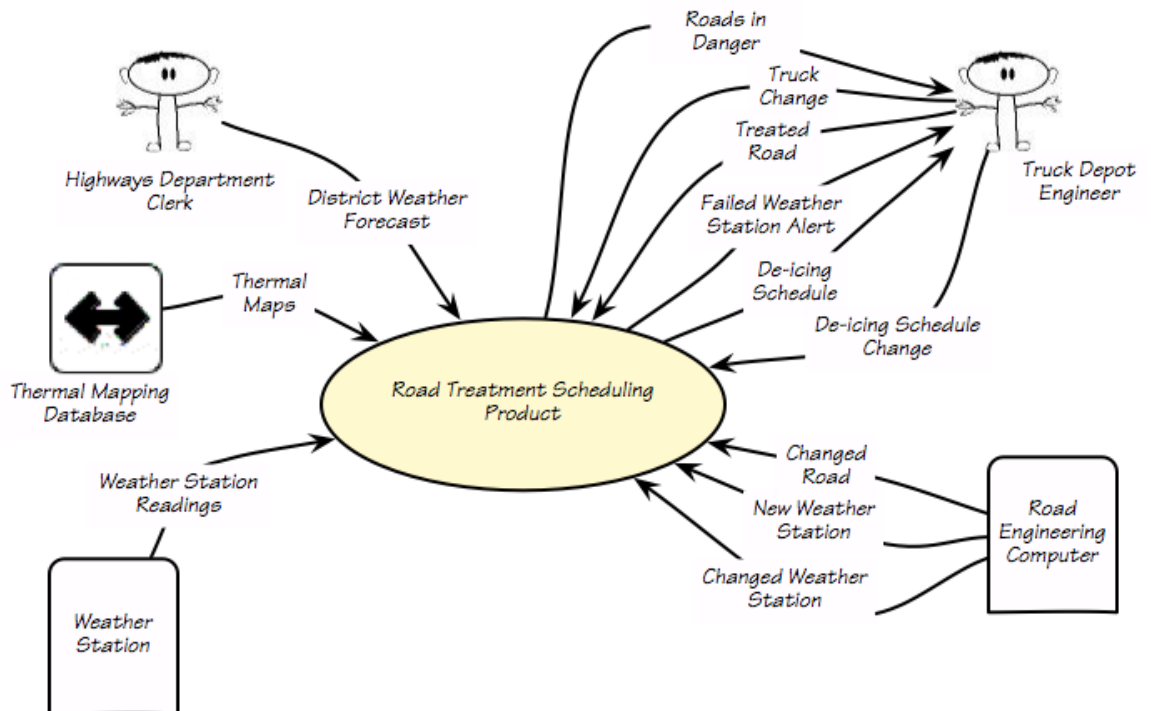 Roads in
Danger
Truck
Change
Treated
Road
Highways Department
Clerk
Truck Depot
Engineer
District Weather
Forecast
Failed Weather
Station Alert
Thermal
Maps
De-icing
Schedule
De-icing Schedule
Change
Thermal Mapping
Database
Road Treatment Scheduling
Product
Weather Station
Readings
Changed
Road
New Weather
Station
Road
Engineering
Computer
Changed Weather
Station
Weather
Station